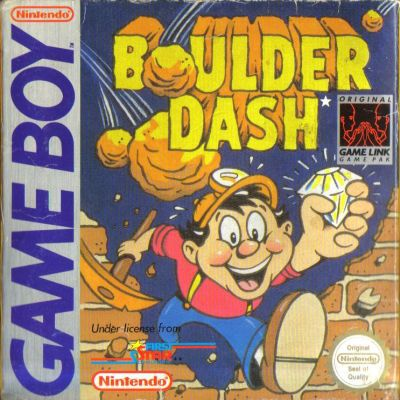 Nintendo
GAME BOY
TM
BOULDER
DASH*
ORIGINAL
GAME LINK
GAME PAK
Under license from
FIRST
STAR
Nintendo
Original
Nintendo
Seal of
Quality